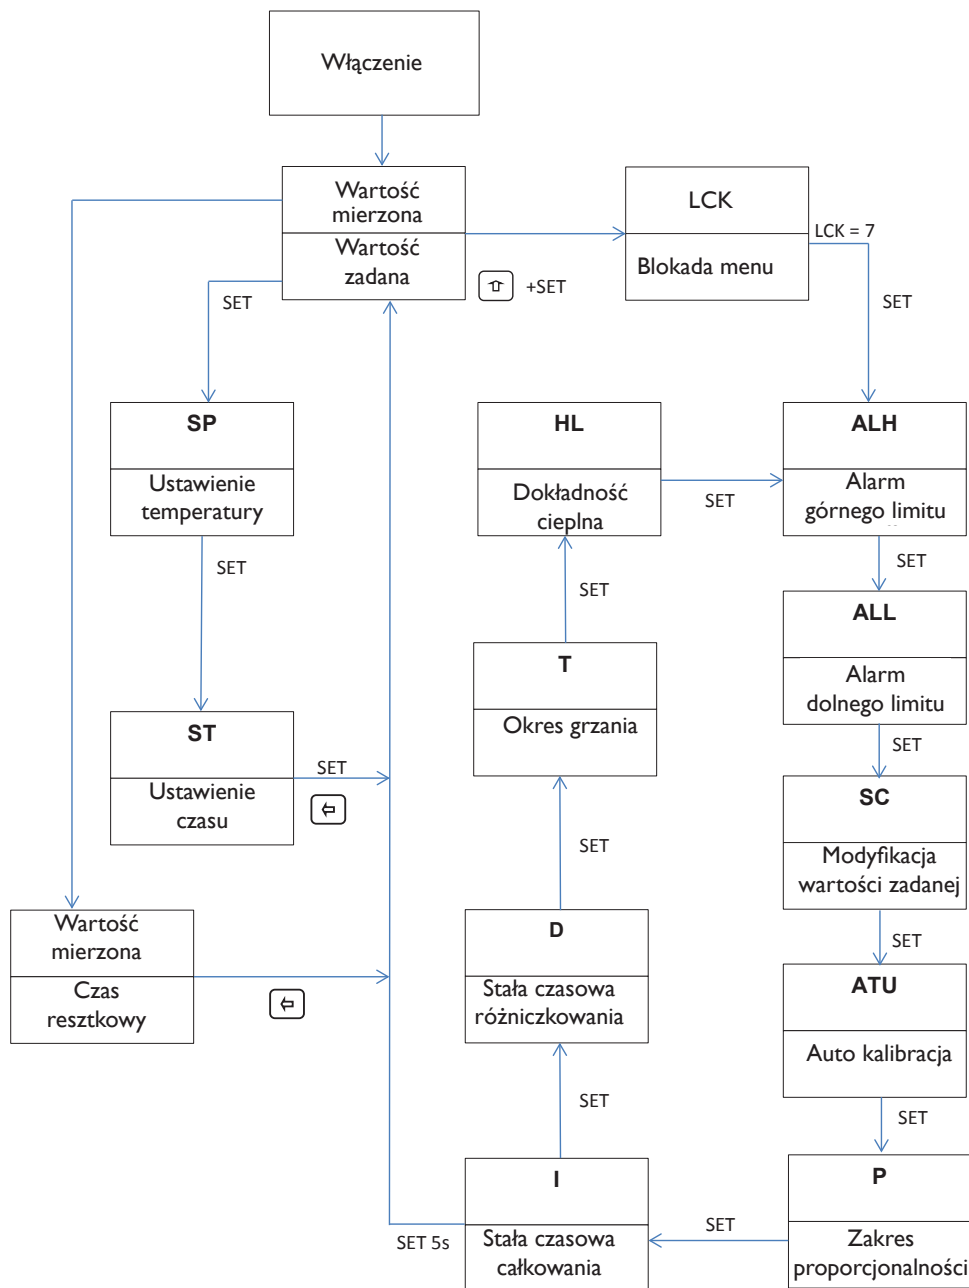 Włączenie
Wartość
mierzona
Wartość
zadana
+SET
LCK
Blokada menu
LCK = 7
SET
SET
SP
Ustawienie
temperatury
SET
HL
Dokładność
cieplna
SET
ALH
Alarm
górnego limitu
SET
SET
ALL
Alarm
dolnego limitu
T
Okres grzania
SET
ST
Ustawienie
czasu
SET
SET
SC
Modyfikacja
wartości zadanej
SET
Wartość
mierzona
Czas
resztkowy
D
Stała czasowa
różniczkowania
ATU
Auto kalibracja
SET
SET
I
Stała czasowa
całkowania
SET 5s
SET
P
Zakres
proporcjonalności